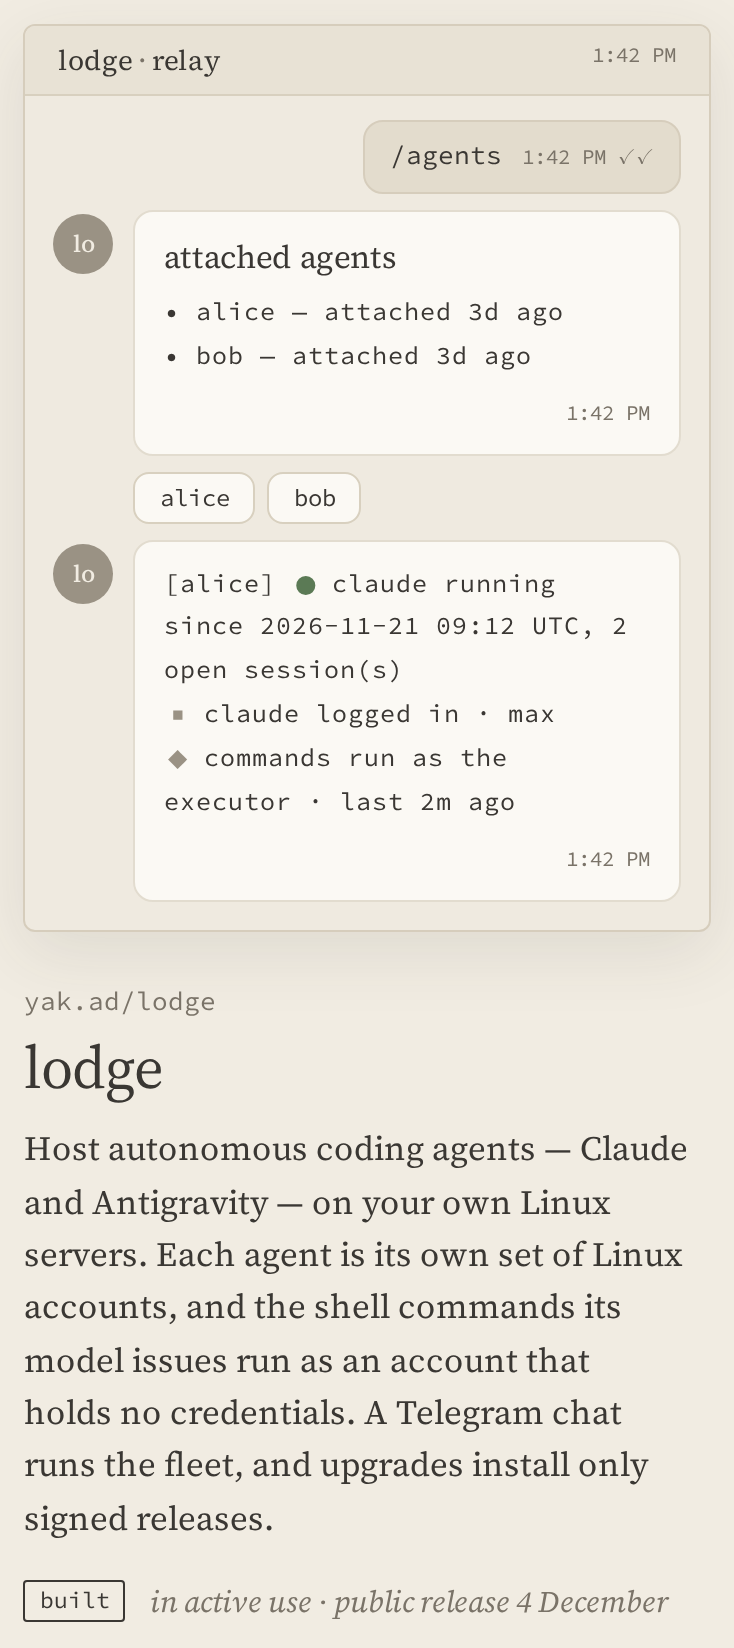 lodge · relay 1:42 PM
/agents 1:42 PM ✓✓
lo
attached agents
• alice — attached 3d ago
• bob — attached 3d ago
1:42 PM
alice bob
lo
[alice] ● claude running
since 2026-11-21 09:12 UTC, 2
open session(s)
▪ claude logged in · max
◆ commands run as the
executor · last 2m ago
1:42 PM
yak.ad/lodge
lodge
Host autonomous coding agents — Claude
and Antigravity — on your own Linux
servers. Each agent is its own set of Linux
accounts, and the shell commands its
model issues run as an account that
holds no credentials. A Telegram chat
runs the fleet, and upgrades install only
signed releases.
built in active use · public release 4 December